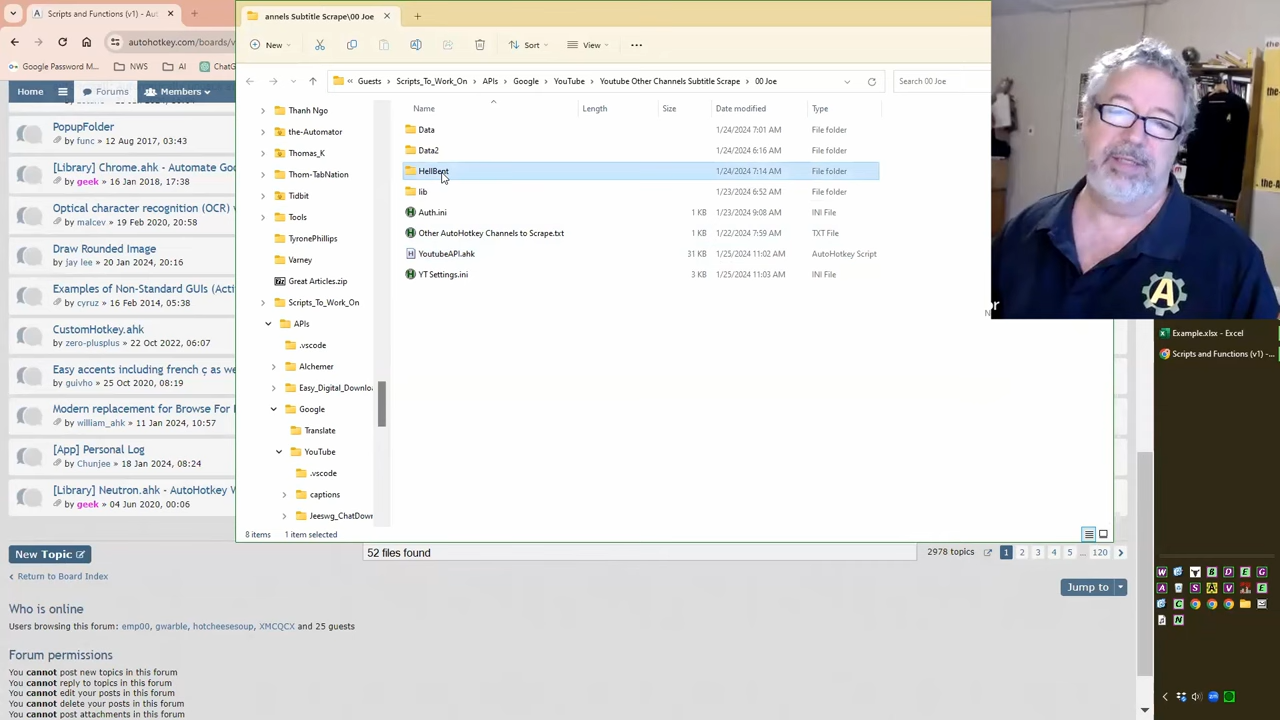 Scripts and Functions (v1) - A
annels Subtitle Scrape\00 Joe
autohotkey.com/boards/v
Google Password M...
NWS
AI
ChatG
New
Sort
View
Home
Forums
Members
Guests
Scripts_To_Work_On
APIs
Google
YouTube
Youtube Other Channels Subtitle Scrape
00 Joe
Search 00 Joe
Name
Length
Size
Date modified
Type
Thanh Ngo
the-Automator
Thomas_K
Thom-TabNation
Tidbit
Tools
TyronePhillips
Varney
Great Articles.zip
Scripts_To_Work_On
APIs
.vscode
Alchemer
Easy_Digital_Downlo
Google
Translate
YouTube
.vscode
captions
Jeeswg_ChatDow
Data 1/24/2024 7:01 AM File folder
Data2 1/24/2024 6:16 AM File folder
HellBent 1/24/2024 7:14 AM File folder
lib 1/23/2024 6:52 AM File folder
Auth.ini 1 KB 1/23/2024 9:08 AM INI File
Other AutoHotkey Channels to Scrape.txt 1 KB 1/22/2024 7:59 AM TXT File
YoutubeAPI.ahk 31 KB 1/25/2024 11:02 AM AutoHotkey Script
YT Settings.ini 3 KB 1/25/2024 11:03 AM INI File
8 items
1 item selected
PopupFolder
by func » 12 Aug 2017, 03:43
[Library] Chrome.ahk - Automate Go
by geek » 16 Jan 2018, 17:38
Optical character recognition (OCR)
by malcev » 19 Feb 2020, 20:58
Draw Rounded Image
by jay lee » 20 Jan 2024, 20:16
Examples of Non-Standard GUIs (Acti
by cyruz » 16 Feb 2014, 05:38
CustomHotkey.ahk
by zero-plusplus » 22 Oct 2022, 06:07
Easy accents including french ç as we
by guivho » 25 Oct 2020, 08:19
Modern replacement for Browse For
by william_ahk » 11 Jan 2024, 10:57
[App] Personal Log
by Chunjee » 18 Jan 2024, 08:24
[Library] Neutron.ahk - AutoHotkey W
by geek » 04 Jun 2020, 00:06
New Topic
52 files found
2978 topics
1 2 3 4 5 ... 120
Return to Board Index
Jump to
Who is online
Users browsing this forum: emp00, gwarble, hotcheesesoup, XMCQCX and 25 guests
Forum permissions
You cannot post new topics in this forum
You cannot reply to topics in this forum
You cannot edit your posts in this forum
You cannot delete your posts in this forum
You cannot post attachments in this forum
A
or
Example.xlsx - Excel
Scripts and Functions (v1) -...